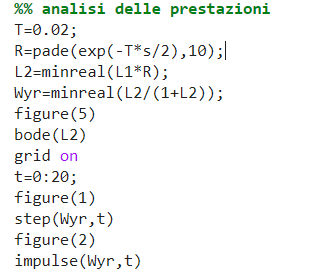 %% analisi delle prestazioni
T=0.02;
R=pade(exp(-T*s/2),10);
L2=minreal(L1*R);
Wyr=minreal(L2/(1+L2));
figure(5)
bode(L2)
grid on
t=0:20;
figure(1)
step(Wyr,t)
figure(2)
impulse(Wyr,t)